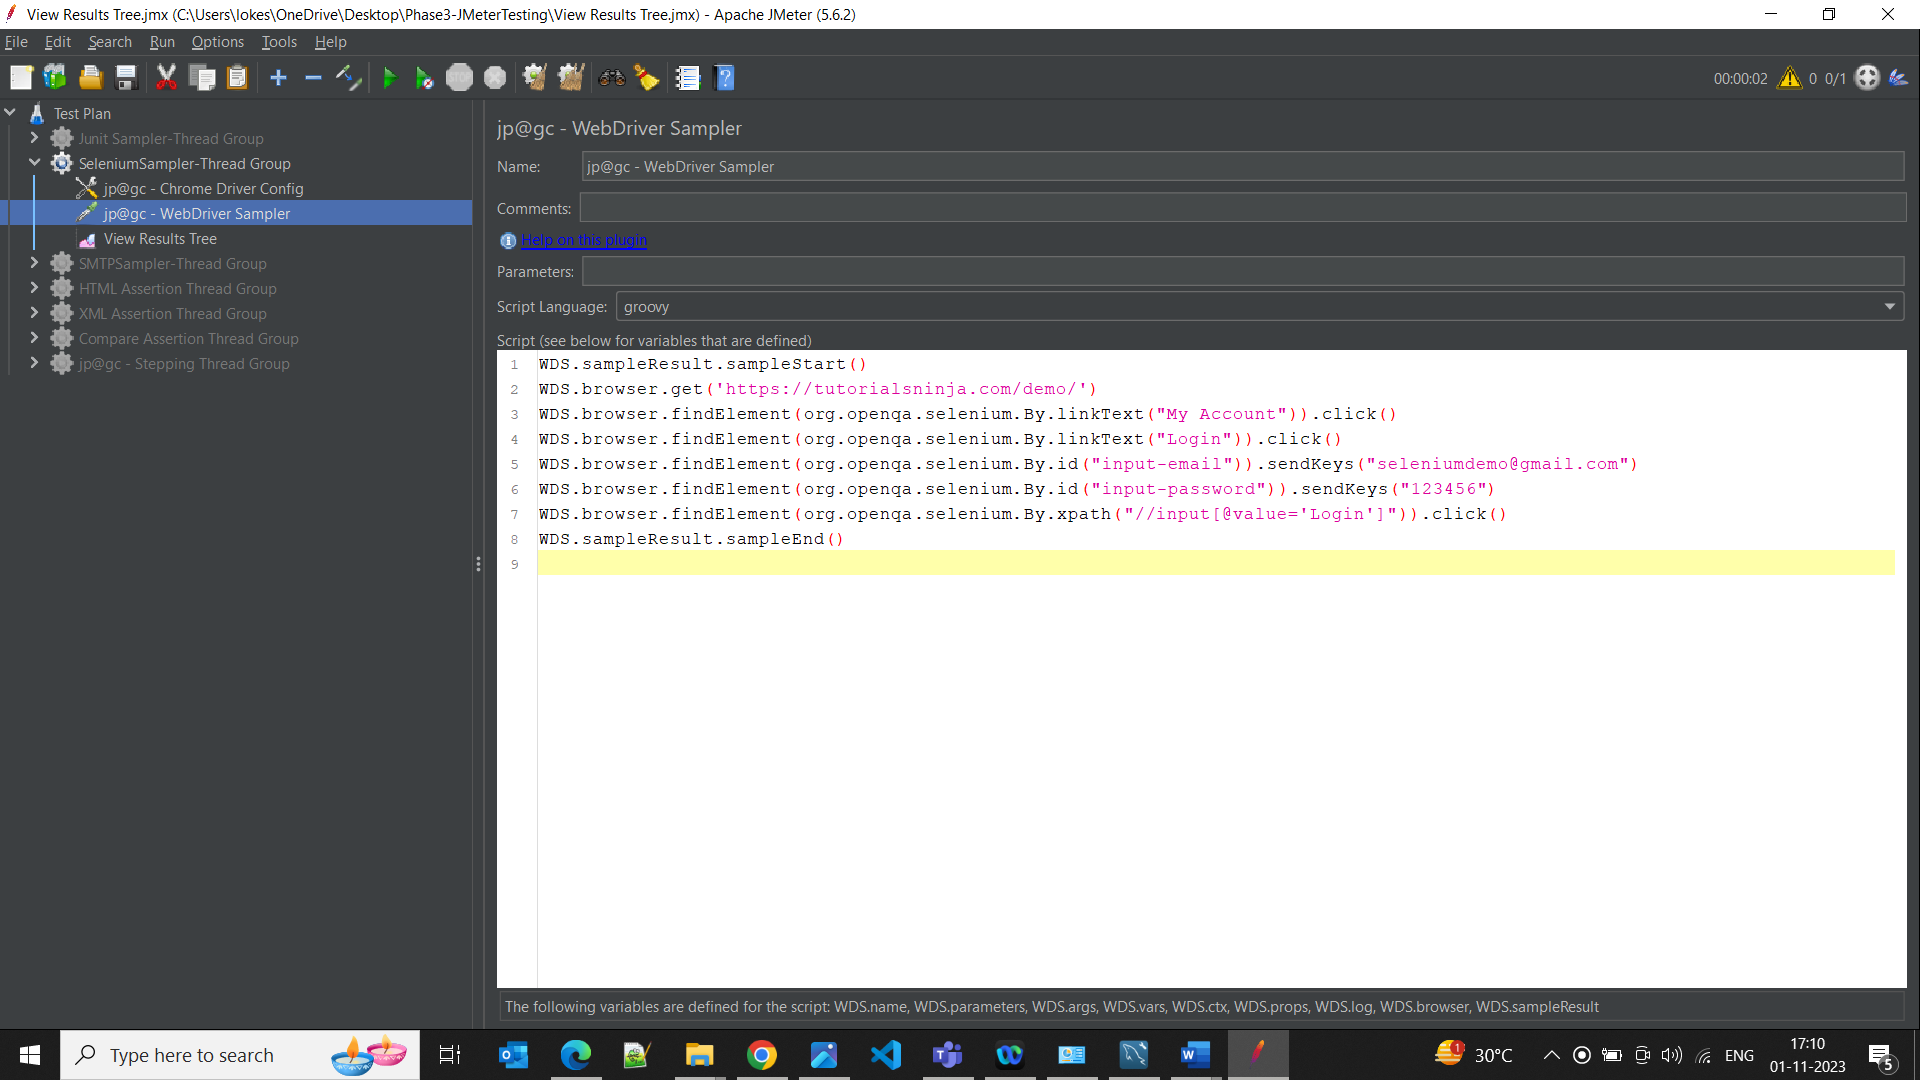 View Results Tree.jmx (C:\Users\lokes\OneDrive\Desktop\Phase3-JMeterTesting\View Results Tree.jmx) - Apache JMeter (5.6.2)
File Edit Search Run Options Tools Help
00:00:02 0 0/1
Test Plan
Junit Sampler-Thread Group
SeleniumSampler-Thread Group
jp@gc - Chrome Driver Config
jp@gc - WebDriver Sampler
View Results Tree
SMTPSampler-Thread Group
HTML Assertion Thread Group
XML Assertion Thread Group
Compare Assertion Thread Group
jp@gc - Stepping Thread Group
jp@gc - WebDriver Sampler
Name: jp@gc - WebDriver Sampler
Comments:
Help on this plugin
Parameters:
Script Language: groovy
Script (see below for variables that are defined)
1 WDS.sampleResult.sampleStart()
2 WDS.browser.get('https://tutorialsninja.com/demo/')
3 WDS.browser.findElement(org.openqa.selenium.By.linkText("My Account")).click()
4 WDS.browser.findElement(org.openqa.selenium.By.linkText("Login")).click()
5 WDS.browser.findElement(org.openqa.selenium.By.id("input-email")).sendKeys("seleniumdemo@gmail.com")
6 WDS.browser.findElement(org.openqa.selenium.By.id("input-password")).sendKeys("123456")
7 WDS.browser.findElement(org.openqa.selenium.By.xpath("//input[@value='Login']")).click()
8 WDS.sampleResult.sampleEnd()
9
The following variables are defined for the script: WDS.name, WDS.parameters, WDS.args, WDS.vars, WDS.ctx, WDS.props, WDS.log, WDS.browser, WDS.sampleResult
Type here to search
1 30°C ENG
17:10
01-11-2023
5